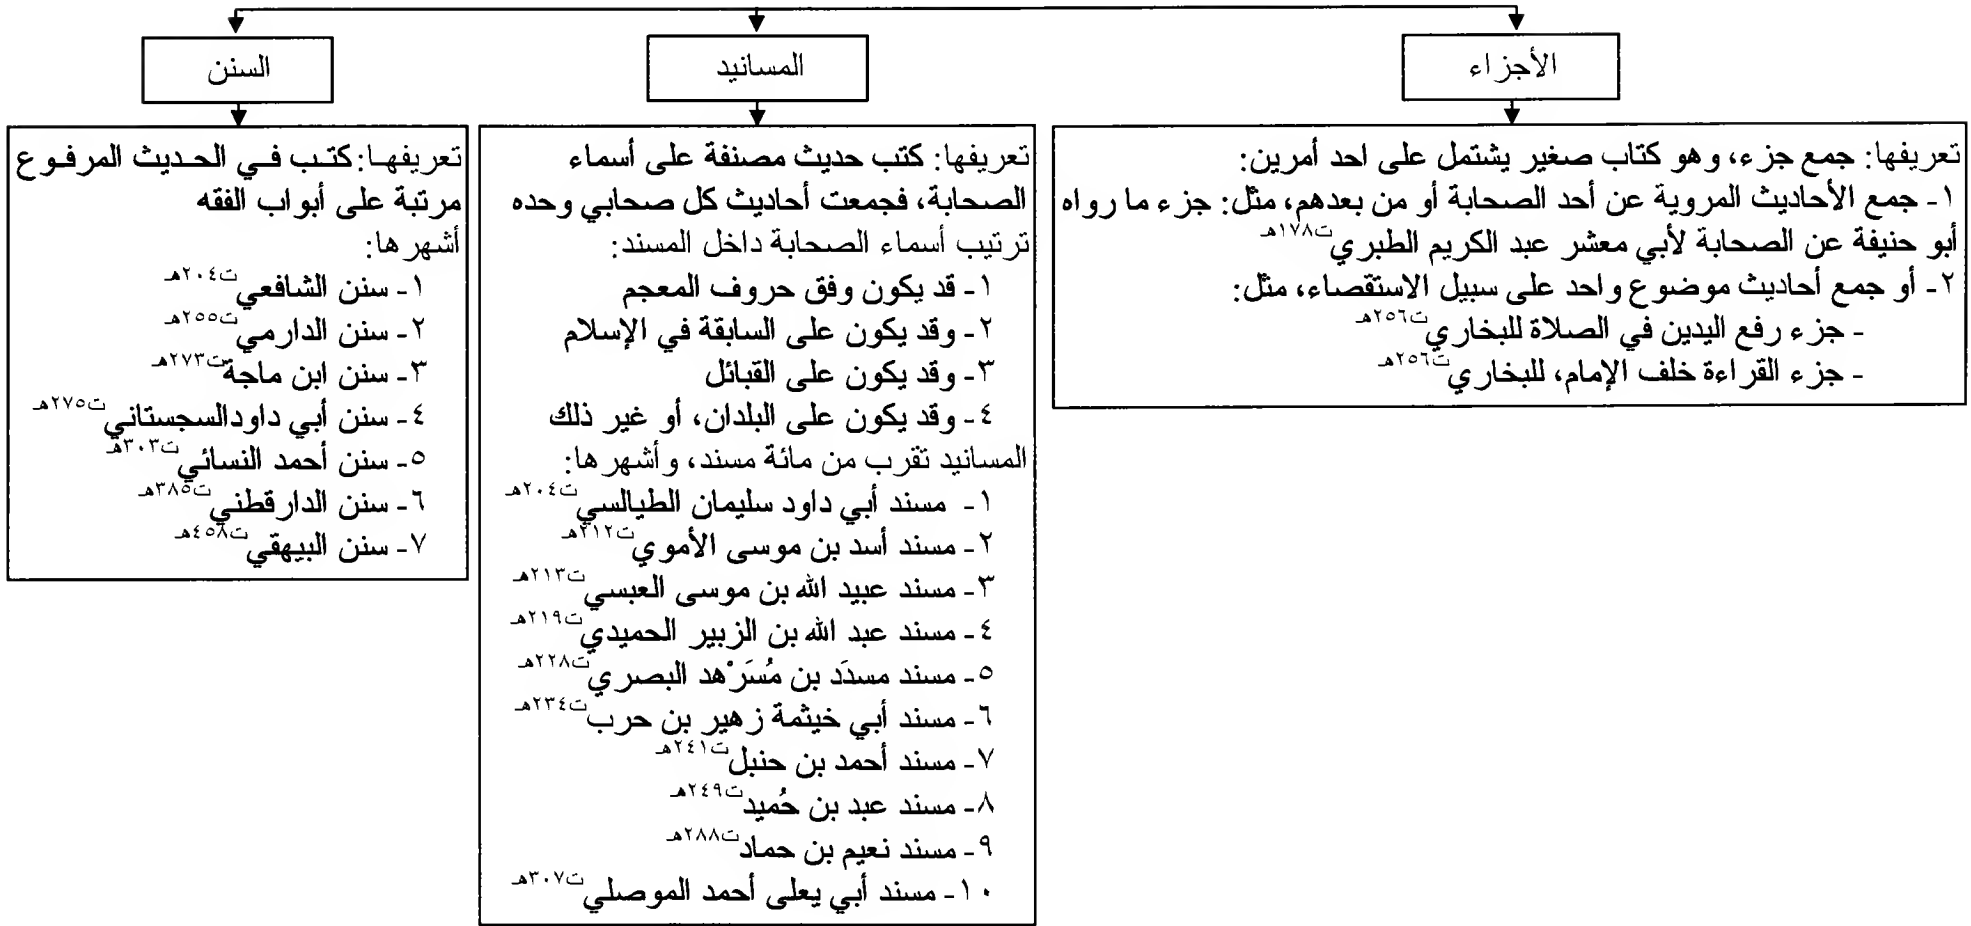 الأجزاء
تعريفها: جمع جزء، وهو كتاب صغير يشتمل على احد أمرين:
١- جمع الأحاديث المروية عن أحد الصحابة أو من بعدهم، مثل: جزء ما رواه
أبو حنيفة عن الصحابة لأبي معشر عبد الكريم الطبري ت١٧٨هـ
٢- أو جمع أحاديث موضوع واحد على سبيل الاستقصاء، مثل:
- جزء رفع اليدين في الصلاة للبخاري ت٢٥٦هـ
- جزء القراءة خلف الإمام، للبخاري ت٢٥٦هـ
المسانيد
تعريفها: كتب حديث مصنفة على أسماء
الصحابة، فجمعت أحاديث كل صحابي وحده
ترتيب أسماء الصحابة داخل المسند:
١- قد يكون وفق حروف المعجم
٢- وقد يكون على السابقة في الإسلام
٣- وقد يكون على القبائل
٤- وقد يكون على البلدان، أو غير ذلك
المسانيد تقرب من مائة مسند، وأشهرها:
١- مسند أبي داود سليمان الطيالسي ت٢٠٤هـ
٢- مسند أسد بن موسى الأموي ت٢١٢هـ
٣- مسند عبيد الله بن موسى العبسي ت٢١٣هـ
٤- مسند عبد الله بن الزبير الحميدي ت٢١٩هـ
٥- مسند مسدَد بن مُسَرْهد البصري ت٢٢٨هـ
٦- مسند أبي خيثمة زهير بن حرب ت٢٣٤هـ
٧- مسند أحمد بن حنبل ت٢٤١هـ
٨- مسند عبد بن حُميد ت٢٤٩هـ
٩- مسند نعيم بن حماد ت٢٨٨هـ
١٠- مسند أبي يعلى أحمد الموصلي ت٣٠٧هـ
السنن
تعريفها: كتب في الحديث المرفوع
مرتبة على أبواب الفقه
أشهرها:
١- سنن الشافعي ت٢٠٤هـ
٢- سنن الدارمي ت٢٥٥هـ
٣- سنن ابن ماجة ت٢٧٣هـ
٤- سنن أبي داودالسجستاني ت٢٧٥هـ
٥- سنن أحمد النسائي ت٣٠٣هـ
٦- سنن الدارقطني ت٣٨٥هـ
٧- سنن البيهقي ت٤٥٨هـ